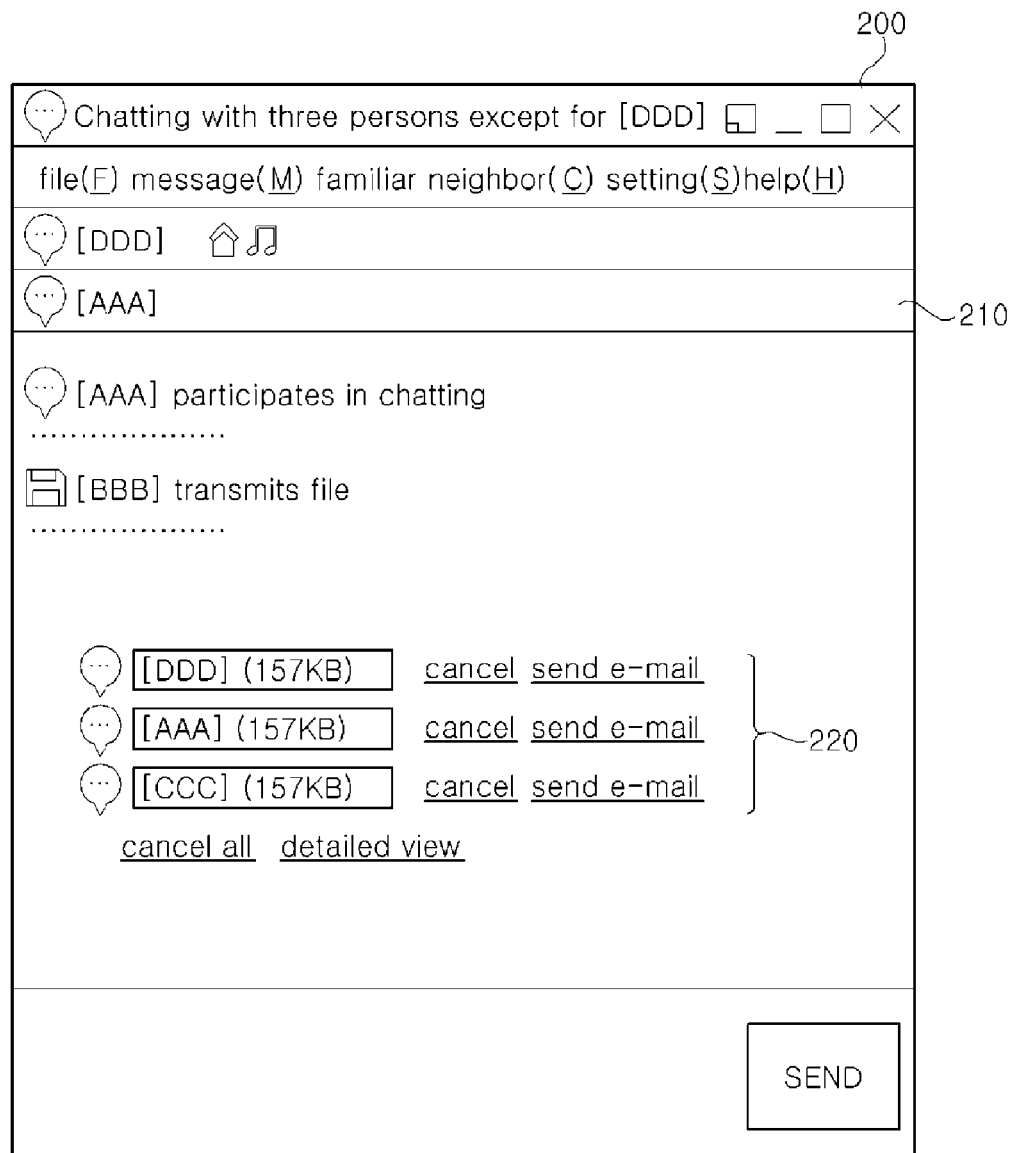 200
Chatting with three persons except for [DDD]
file(F) message(M) familiar neighbor(C) setting(S)help(H)
[DDD]
[AAA]
210
[AAA] participates in chatting
....................
[BBB] transmits file
....................
[DDD] (157KB) cancel send e-mail
[AAA] (157KB) cancel send e-mail
220
[CCC] (157KB) cancel send e-mail
cancel all detailed view
SEND